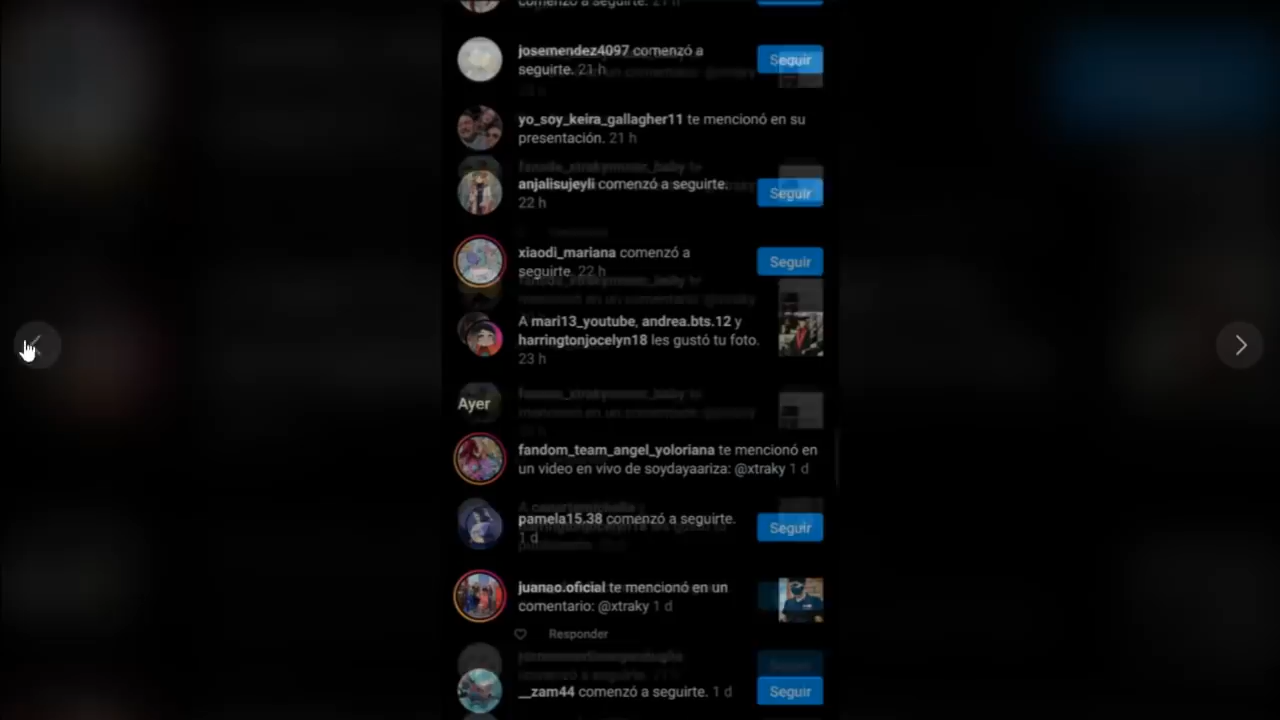 comenzó a seguirte. 21 h
josemendez4097 comenzó a
seguirte. 21 h
Seguir
yo_soy_keira_gallagher11 te mencionó en su
presentación. 21 h
anjalisujeyli comenzó a seguirte.
22 h
Seguir
xiaodi_mariana comenzó a
seguirte. 22 h
Seguir
A mari13_youtube, andrea.bts.12 y
harringtonjocelyn18 les gustó tu foto.
23 h
Ayer
fandom_team_angel_yoloriana te mencionó en
un video en vivo de soydayaariza: @xtraky 1 d
pamela15.38 comenzó a seguirte.
1 d
Seguir
juanao.oficial te mencionó en un
comentario: @xtraky 1 d
Responder
__zam44 comenzó a seguirte. 1 d
Seguir